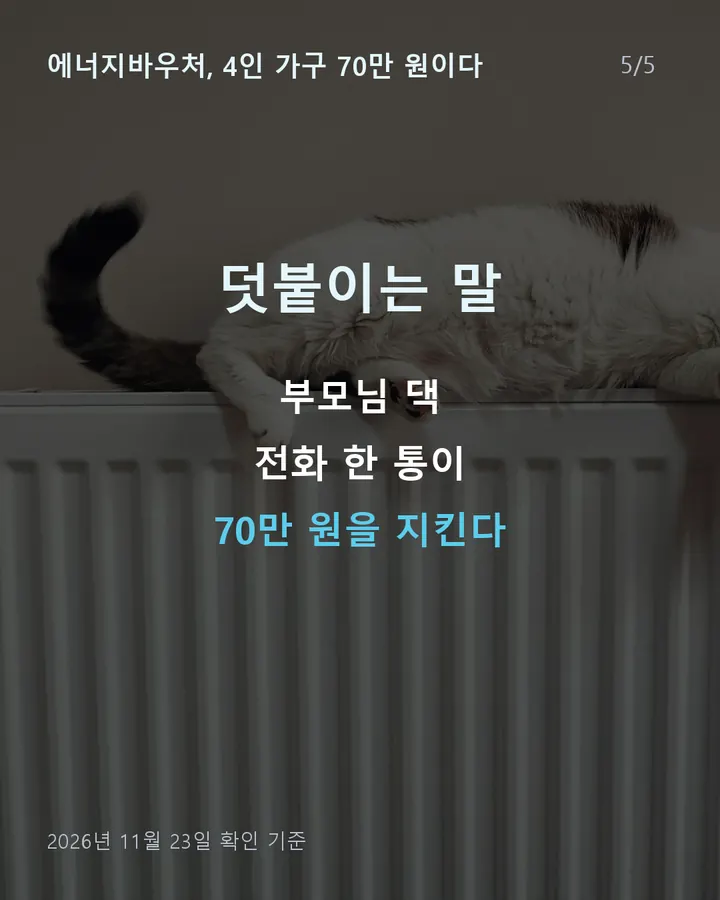 에너지바우처, 4인 가구 70만 원이다
5/5
덧붙이는 말
부모님 댁
전화 한 통이
70만 원을 지킨다
2026년 11월 23일 확인 기준